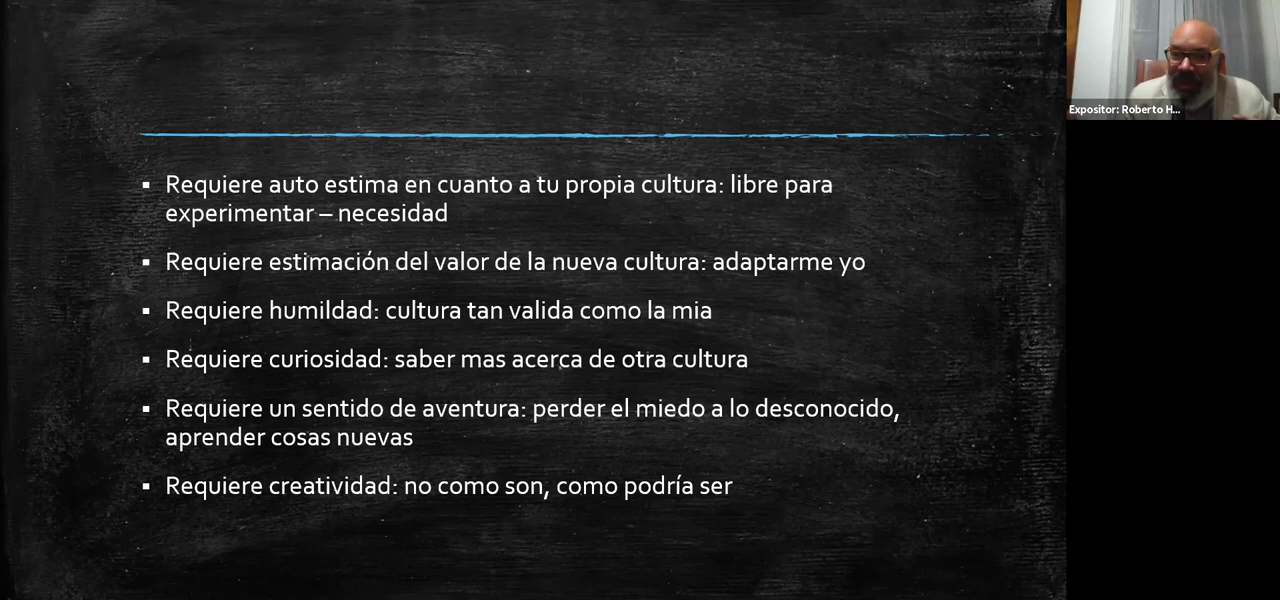 Requiere auto estima en cuanto a tu propia cultura: libre para
experimentar – necesidad
Requiere estimación del valor de la nueva cultura: adaptarme yo
Requiere humildad: cultura tan valida como la mia
Requiere curiosidad: saber mas acerca de otra cultura
Requiere un sentido de aventura: perder el miedo a lo desconocido,
aprender cosas nuevas
Requiere creatividad: no como son, como podría ser
Expositor: Roberto H...